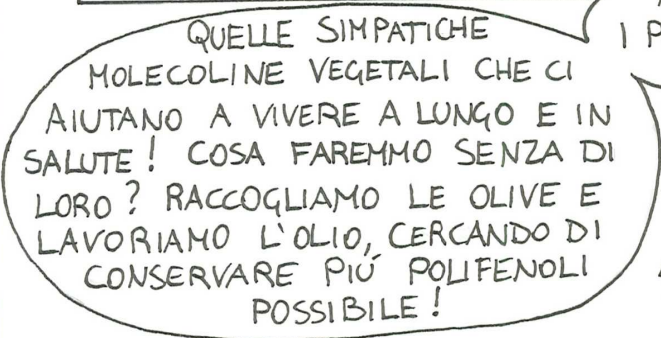 QUELLE SIMPATICHE
MOLECOLINE VEGETALI CHE CI
AIUTANO A VIVERE A LUNGO E IN
SALUTE! COSA FAREMMO SENZA DI
LORO? RACCOGLIAMO LE OLIVE E
LAVORIAMO L'OLIO, CERCANDO DI
CONSERVARE PIÚ POLIFENOLI
POSSIBILE!